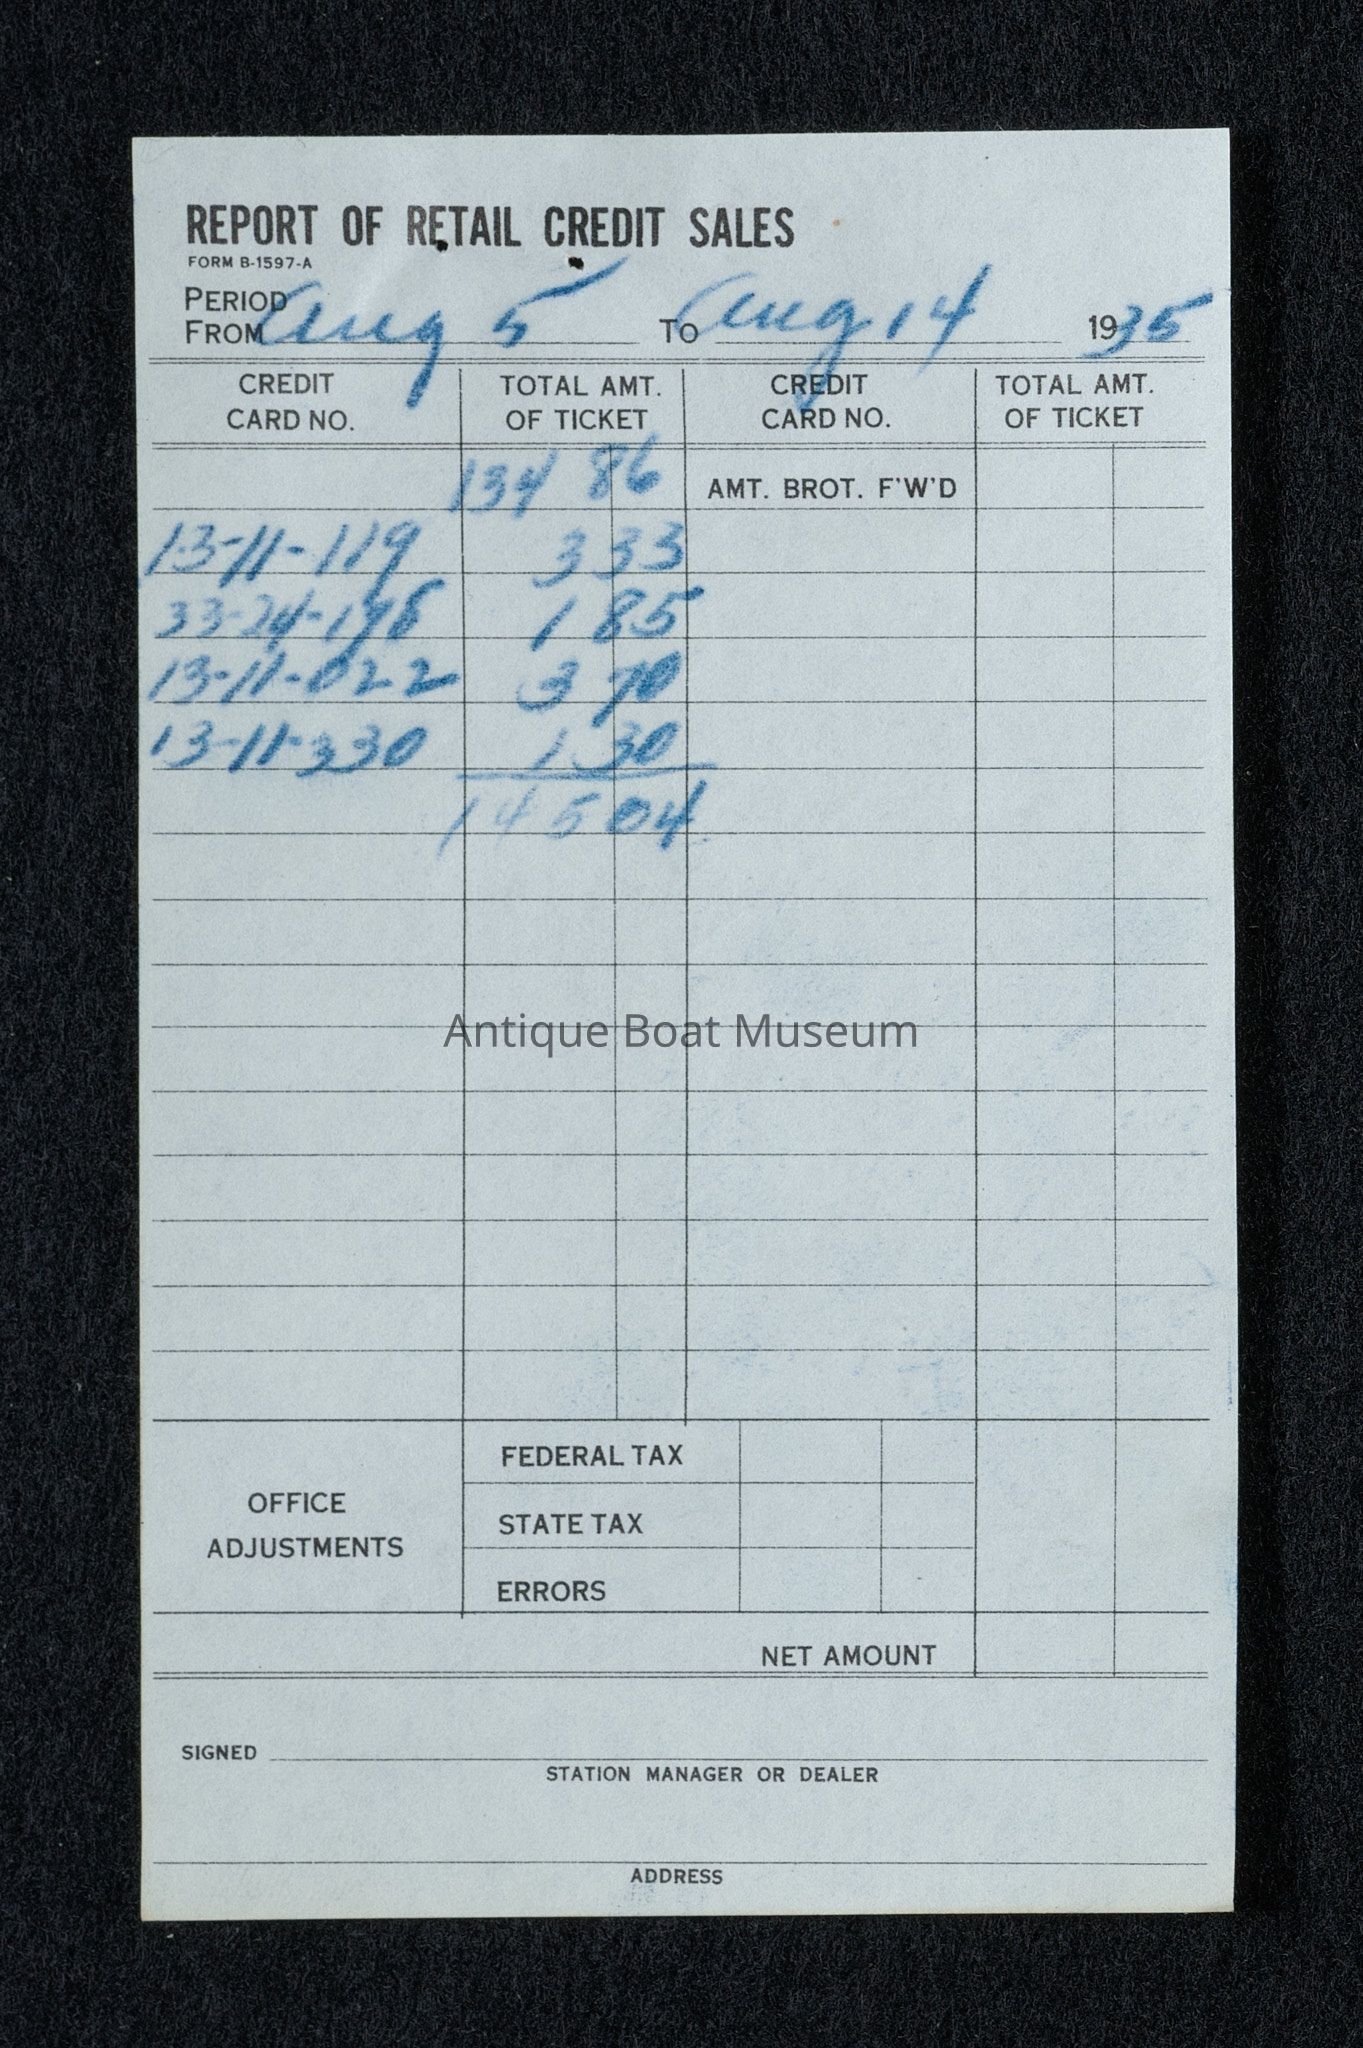 REPORT OF RETAIL CREDIT SALES
FORM B-1597-A
PERIOD
FROM Aug 5 TO Aug 14 1935
CREDIT CARD NO. TOTAL AMT. OF TICKET CREDIT CARD NO. TOTAL AMT. OF TICKET
134 86 AMT. BROT. F'W'D
13-11-119 3 33
33-24-198 1 85
13-11-022 3 70
13-11-330 1 30
145 04
Antique Boat Museum
OFFICE ADJUSTMENTS
FEDERAL TAX
STATE TAX
ERRORS
NET AMOUNT
SIGNED
STATION MANAGER OR DEALER
ADDRESS